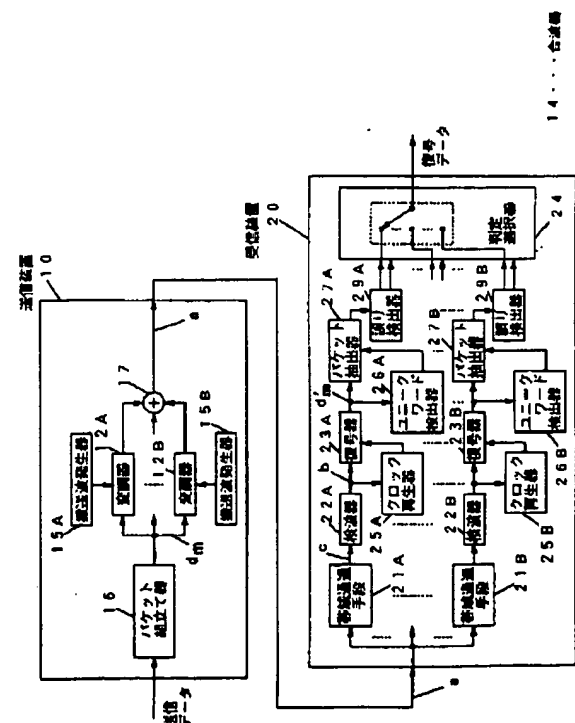 送信装置
10
送信
データ
16
パケット
組立て器
dm
15A
搬送波発生器
12A
変調器
17
12B
変調器
15B
搬送波発生器
a
受信装置
20
a
21A
帯域通過
手段
c
22A
検波器
b
25A
クロック
再生器
23A
復号器
d'm
26A
ユニーク
ワード
検出器
27A
パケット
抽出器
29A
誤り
検出器
21B
帯域通過
手段
22B
検波器
25B
クロック
再生器
23B
復号器
26B
ユニーク
ワード
検出器
27B
パケット
抽出器
29B
誤り
検出器
判定
選択器
24
復号
データ
14・・・合波器